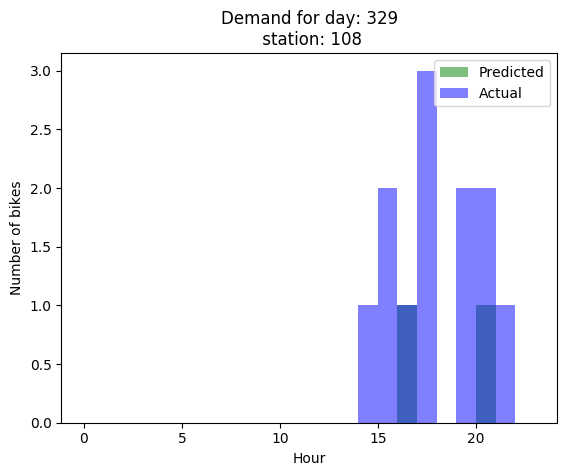 Demand for day: 329
station: 108
Predicted
Actual
Number of bikes
3.0
2.5
2.0
1.5
1.0
0.5
0.0
0
5
10
15
20
Hour